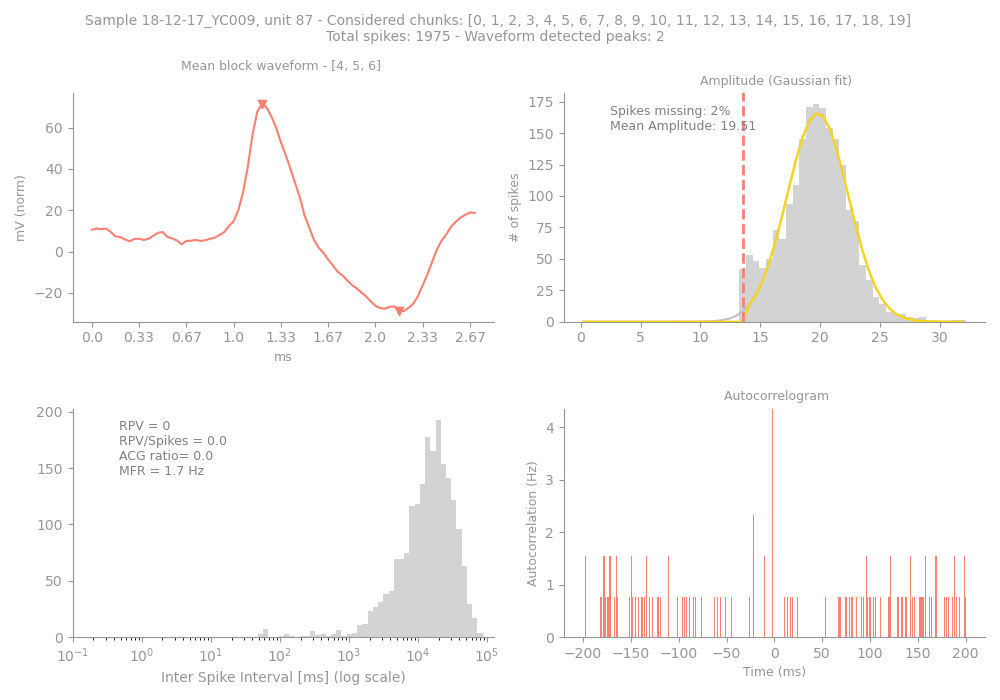 Sample 18-12-17_YC009, unit 87 - Considered chunks: [0, 1, 2, 3, 4, 5, 6, 7, 8, 9, 10, 11, 12, 13, 14, 15, 16, 17, 18, 19]
Total spikes: 1975 - Waveform detected peaks: 2
Mean block waveform - [4, 5, 6]
mV (norm)
60
40
20
0
−20
0.0 0.33 0.67 1.0 1.33 1.67 2.0 2.33 2.67
ms
Amplitude (Gaussian fit)
Spikes missing: 2%
Mean Amplitude: 19.51
# of spikes
175
150
125
100
75
50
25
0
0 5 10 15 20 25 30
RPV = 0
RPV/Spikes = 0.0
ACG ratio= 0.0
MFR = 1.7 Hz
200
150
100
50
0
10⁻¹ 10⁰ 10¹ 10² 10³ 10⁴ 10⁵
Inter Spike Interval [ms] (log scale)
Autocorrelogram
Autocorrelation (Hz)
4
3
2
1
0
−200 −150 −100 −50 0 50 100 150 200
Time (ms)